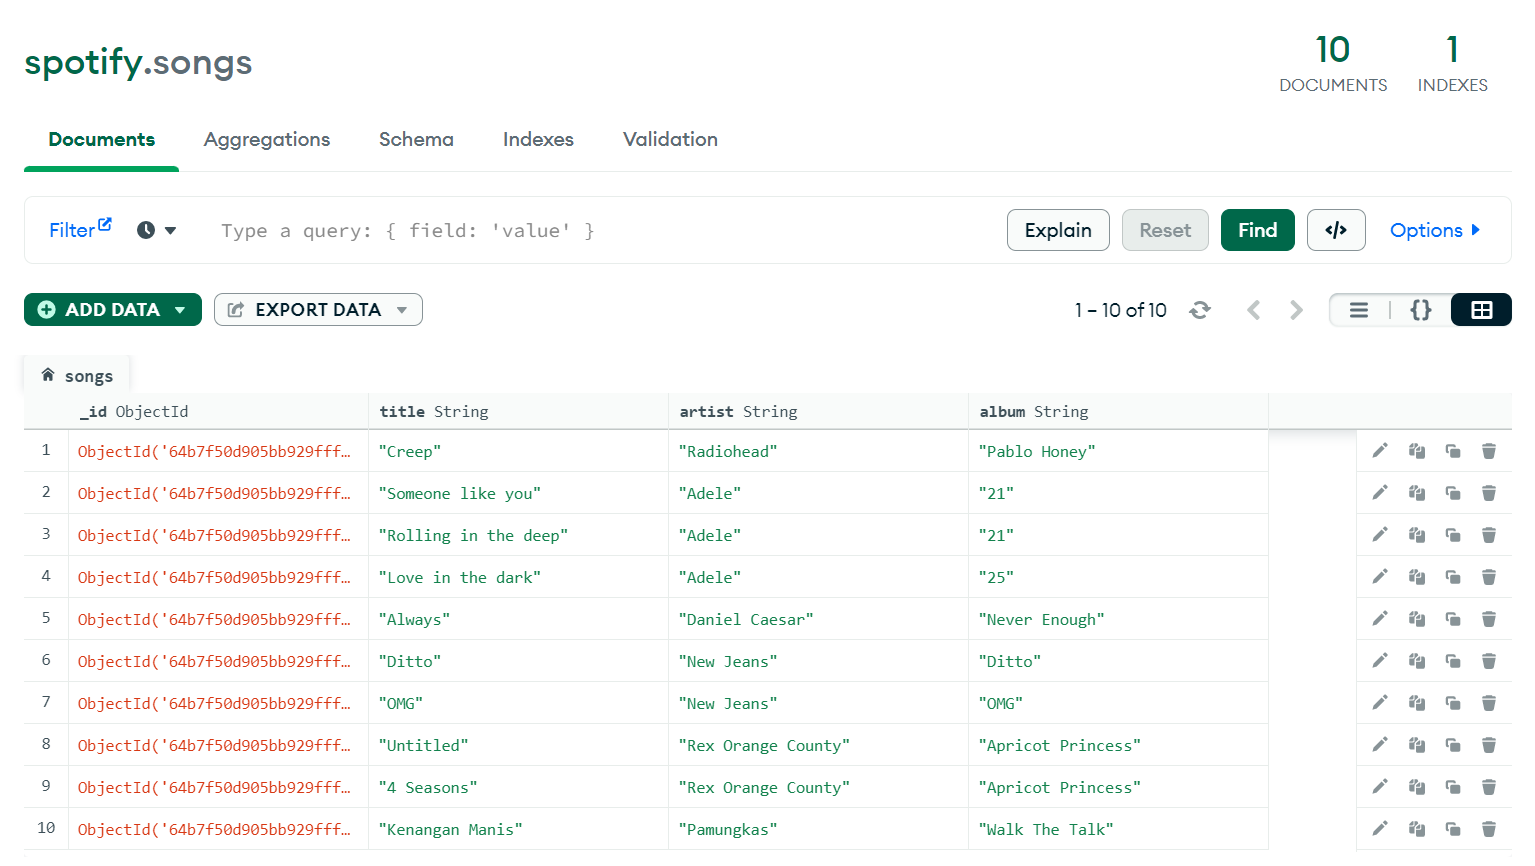 spotify.songs
10 1
DOCUMENTS INDEXES
Documents Aggregations Schema Indexes Validation
Filter Type a query: { field: 'value' } Explain Reset Find </> Options
ADD DATA EXPORT DATA 1 – 10 of 10 {}
songs
_id ObjectId title String artist String album String
1 ObjectId('64b7f50d905bb929fff… "Creep" "Radiohead" "Pablo Honey"
2 ObjectId('64b7f50d905bb929fff… "Someone like you" "Adele" "21"
3 ObjectId('64b7f50d905bb929fff… "Rolling in the deep" "Adele" "21"
4 ObjectId('64b7f50d905bb929fff… "Love in the dark" "Adele" "25"
5 ObjectId('64b7f50d905bb929fff… "Always" "Daniel Caesar" "Never Enough"
6 ObjectId('64b7f50d905bb929fff… "Ditto" "New Jeans" "Ditto"
7 ObjectId('64b7f50d905bb929fff… "OMG" "New Jeans" "OMG"
8 ObjectId('64b7f50d905bb929fff… "Untitled" "Rex Orange County" "Apricot Princess"
9 ObjectId('64b7f50d905bb929fff… "4 Seasons" "Rex Orange County" "Apricot Princess"
10 ObjectId('64b7f50d905bb929fff… "Kenangan Manis" "Pamungkas" "Walk The Talk"